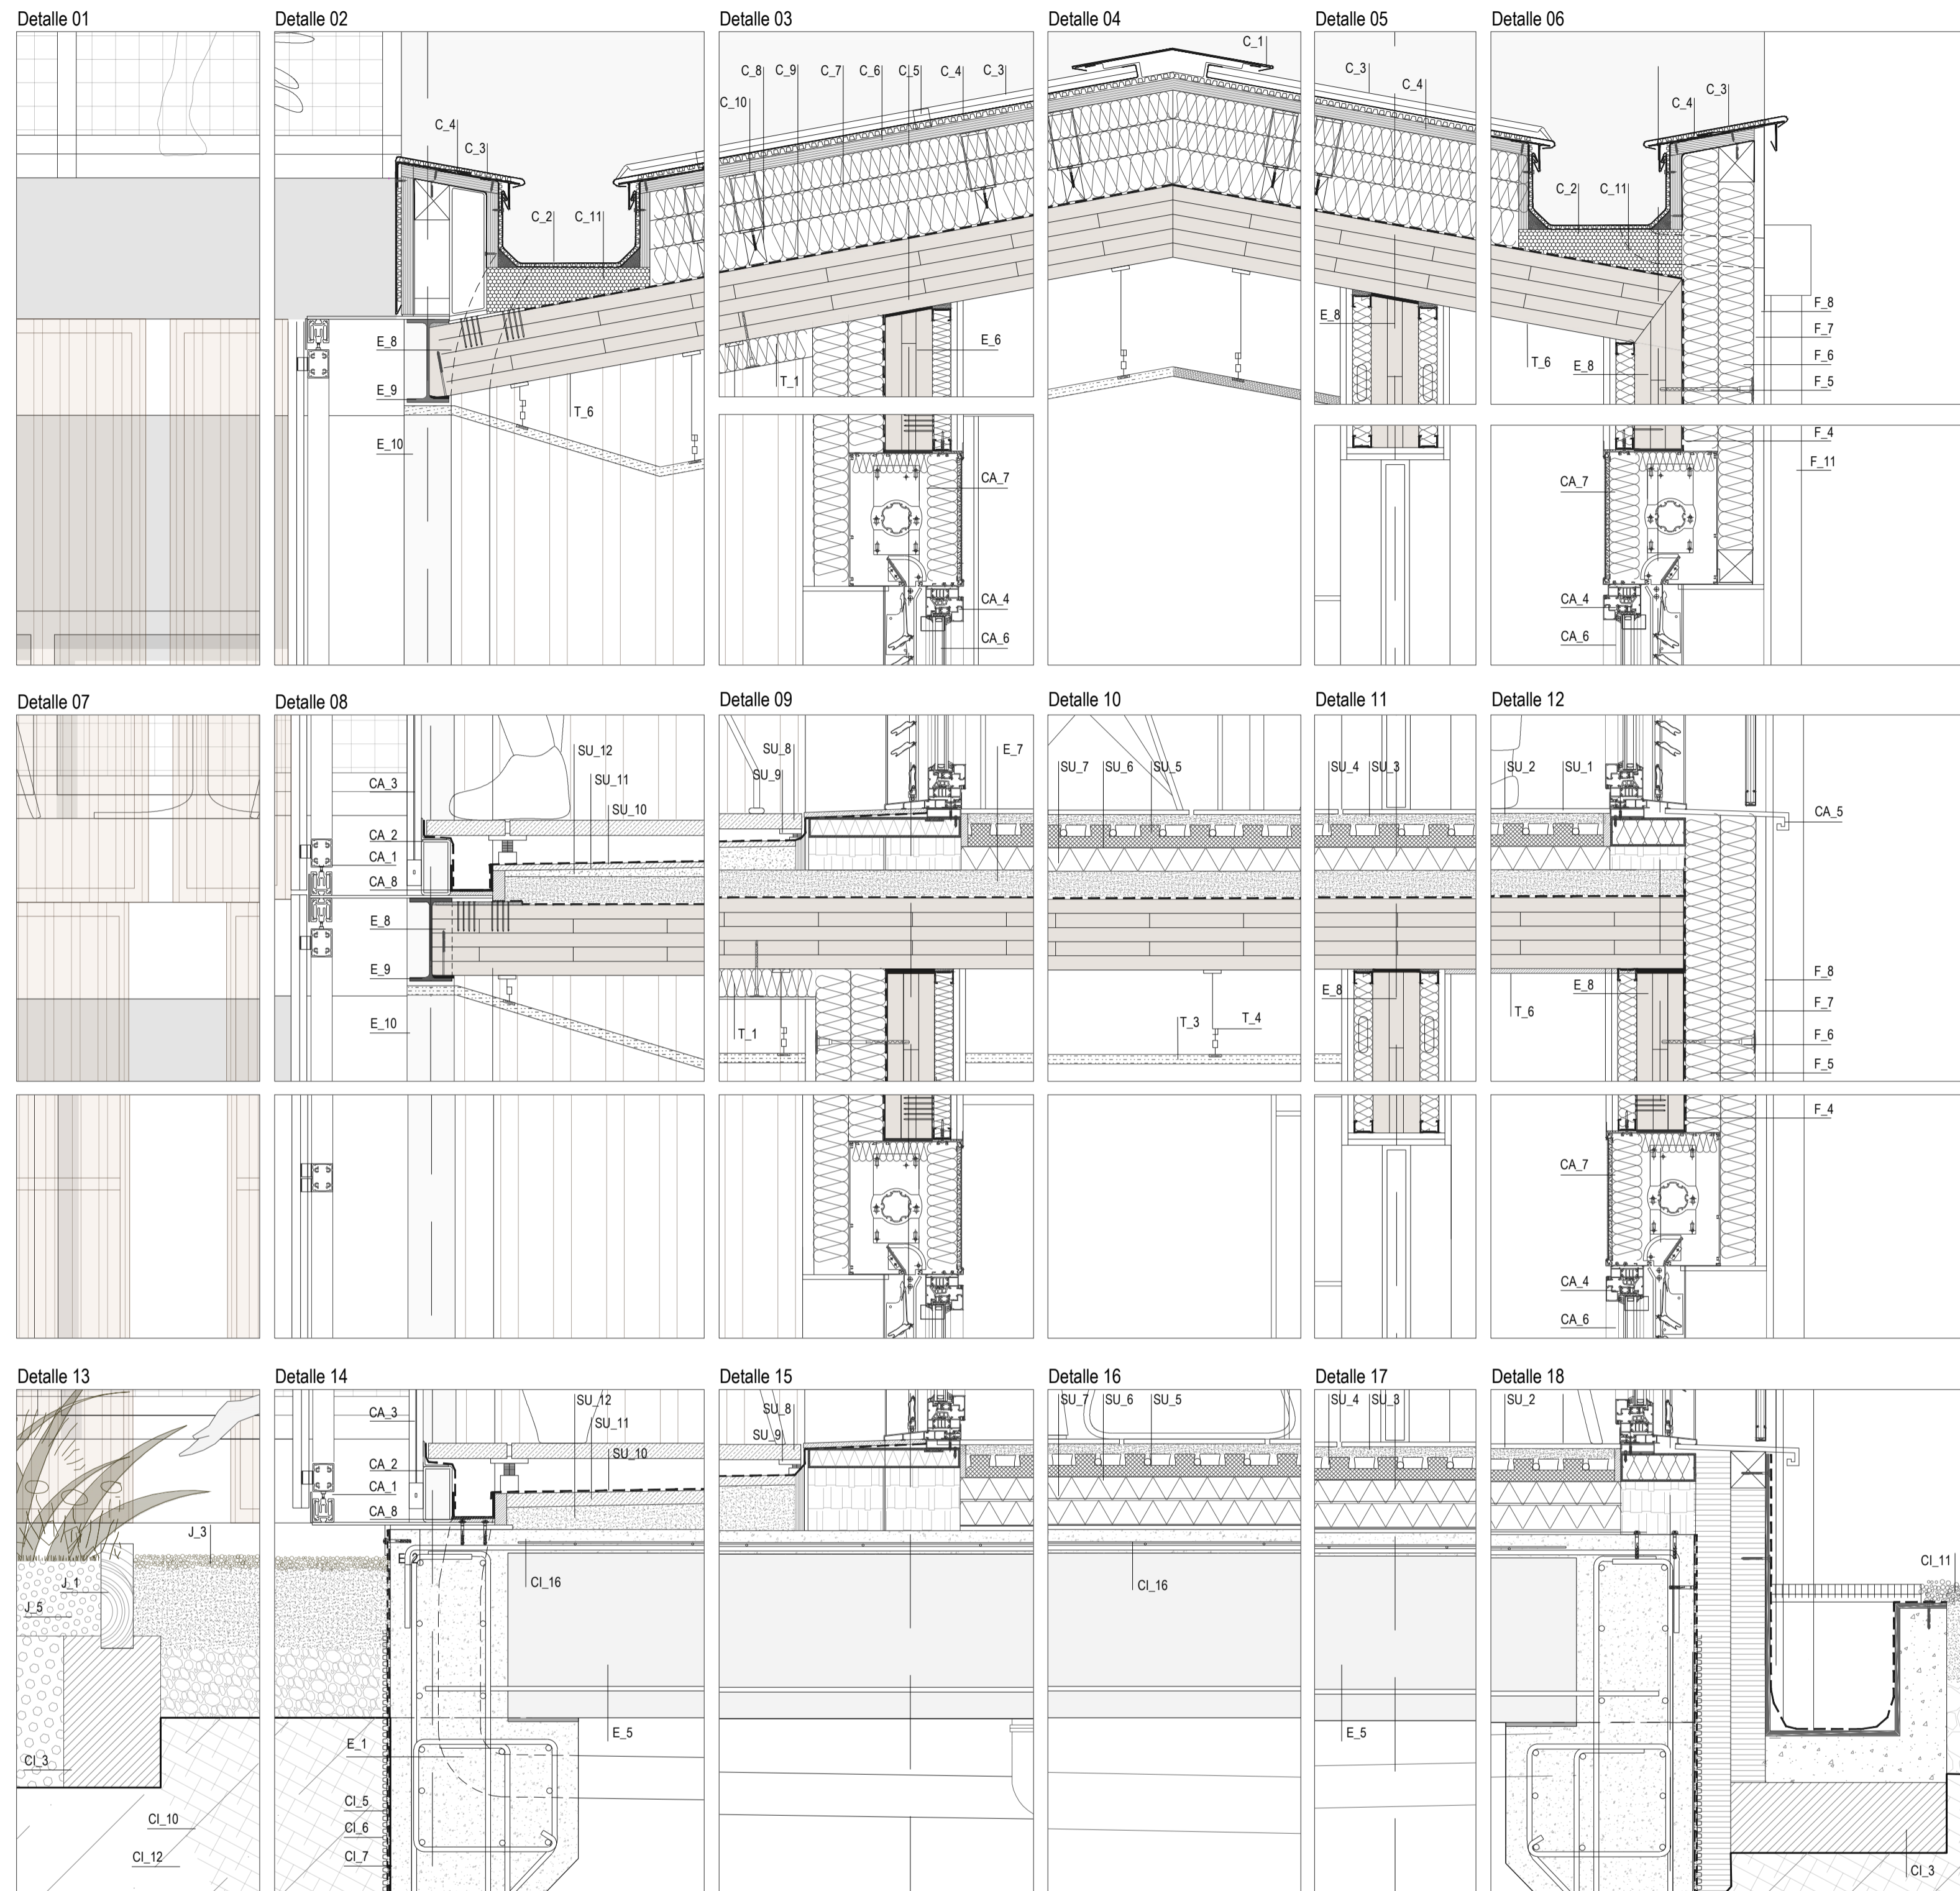 Detalle 01
Detalle 02
C_4
C_3
C_2
C_11
E_8
E_9
T_6
E_10
Detalle 03
C_8
C_9
C_7
C_6
C_5
C_4
C_3
C_10
E_6
T_1
CA_7
CA_4
CA_6
Detalle 04
C_1
Detalle 05
C_3
C_4
E_8
Detalle 06
C_3
C_4
C_2
C_11
F_8
F_7
T_6
F_6
E_8
F_5
F_4
F_11
CA_7
CA_4
CA_6
Detalle 07
Detalle 08
SU_12
CA_3
SU_11
SU_10
CA_2
CA_1
CA_8
E_8
E_9
E_10
Detalle 09
SU_8
E_7
SU_9
T_1
Detalle 10
SU_7
SU_6
SU_5
T_3
T_4
Detalle 11
SU_4
SU_3
E_8
Detalle 12
SU_2
SU_1
CA_5
F_8
E_8
T_6
F_7
F_6
F_5
F_4
CA_7
CA_4
CA_6
Detalle 13
J_3
J_1
J_5
CI_3
CI_10
CI_12
Detalle 14
SU_12
CA_3
SU_11
SU_10
CA_2
CA_1
CA_8
E_2
CI_16
E_5
E_1
CI_5
CI_6
CI_7
Detalle 15
SU_8
SU_9
Detalle 16
SU_7
SU_6
SU_5
CI_16
Detalle 17
SU_4
SU_3
E_5
Detalle 18
SU_2
CI_11
CI_3